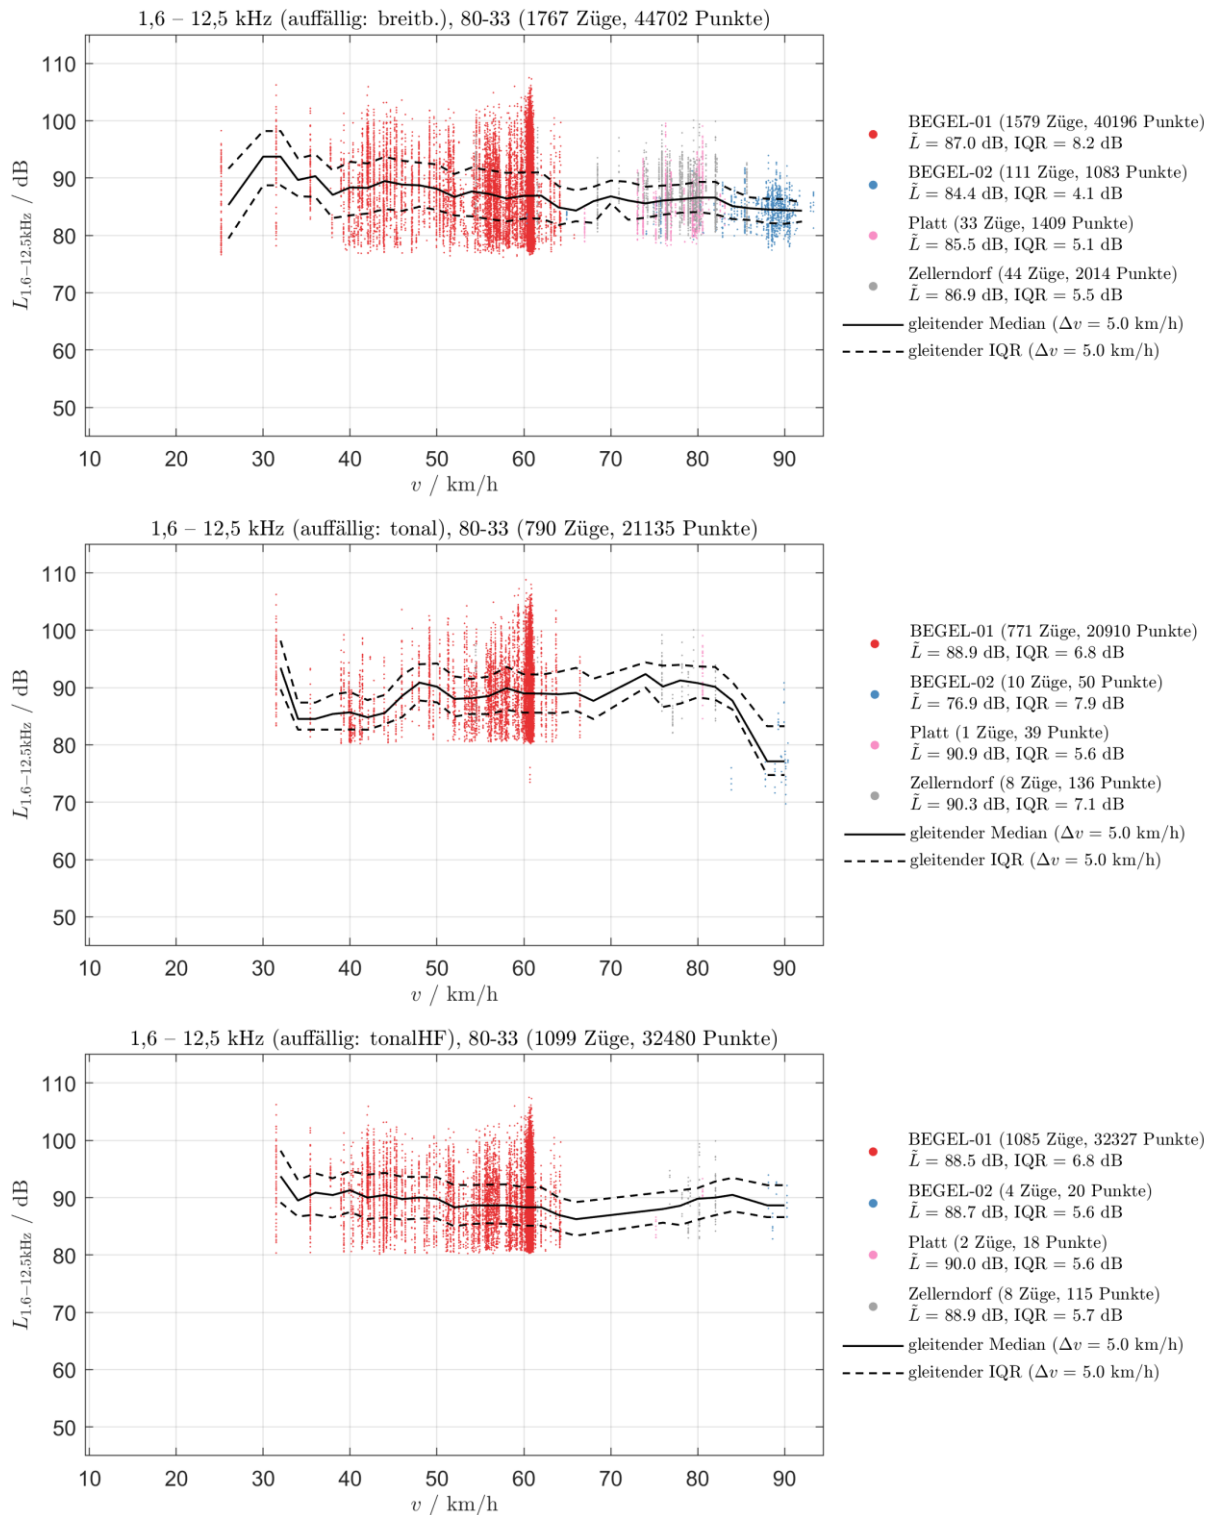 1,6 – 12,5 kHz (auffällig: breitb.), 80-33 (1767 Züge, 44702 Punkte)
110
100
90
80
70
60
50
10 20 30 40 50 60 70 80 90
L1.6−12.5kHz / dB
v / km/h
BEGEL-01 (1579 Züge, 40196 Punkte)
L̃ = 87.0 dB, IQR = 8.2 dB
BEGEL-02 (111 Züge, 1083 Punkte)
L̃ = 84.4 dB, IQR = 4.1 dB
Platt (33 Züge, 1409 Punkte)
L̃ = 85.5 dB, IQR = 5.1 dB
Zellerndorf (44 Züge, 2014 Punkte)
L̃ = 86.9 dB, IQR = 5.5 dB
gleitender Median (Δv = 5.0 km/h)
gleitender IQR (Δv = 5.0 km/h)
1,6 – 12,5 kHz (auffällig: tonal), 80-33 (790 Züge, 21135 Punkte)
110
100
90
80
70
60
50
10 20 30 40 50 60 70 80 90
L1.6−12.5kHz / dB
v / km/h
BEGEL-01 (771 Züge, 20910 Punkte)
L̃ = 88.9 dB, IQR = 6.8 dB
BEGEL-02 (10 Züge, 50 Punkte)
L̃ = 76.9 dB, IQR = 7.9 dB
Platt (1 Züge, 39 Punkte)
L̃ = 90.9 dB, IQR = 5.6 dB
Zellerndorf (8 Züge, 136 Punkte)
L̃ = 90.3 dB, IQR = 7.1 dB
gleitender Median (Δv = 5.0 km/h)
gleitender IQR (Δv = 5.0 km/h)
1,6 – 12,5 kHz (auffällig: tonalHF), 80-33 (1099 Züge, 32480 Punkte)
110
100
90
80
70
60
50
10 20 30 40 50 60 70 80 90
L1.6−12.5kHz / dB
v / km/h
BEGEL-01 (1085 Züge, 32327 Punkte)
L̃ = 88.5 dB, IQR = 6.8 dB
BEGEL-02 (4 Züge, 20 Punkte)
L̃ = 88.7 dB, IQR = 5.6 dB
Platt (2 Züge, 18 Punkte)
L̃ = 90.0 dB, IQR = 5.6 dB
Zellerndorf (8 Züge, 115 Punkte)
L̃ = 88.9 dB, IQR = 5.7 dB
gleitender Median (Δv = 5.0 km/h)
gleitender IQR (Δv = 5.0 km/h)